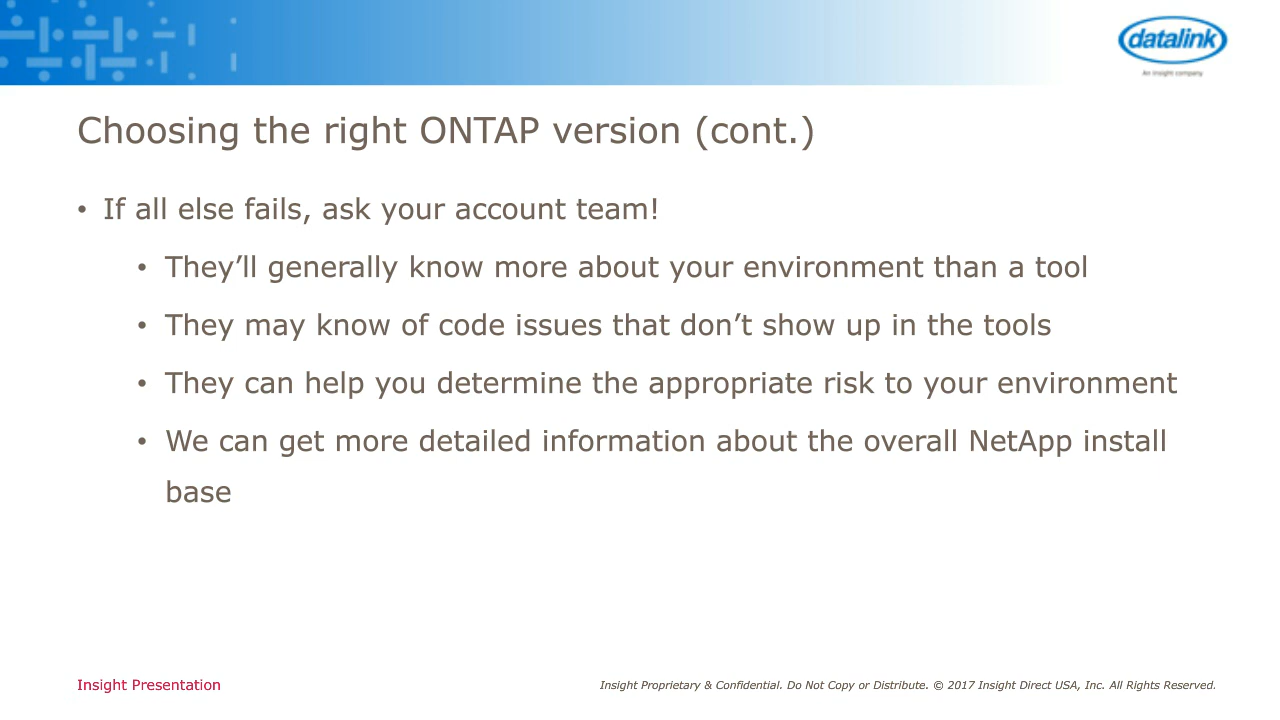 datalink
An Insight company
Choosing the right ONTAP version (cont.)
• If all else fails, ask your account team!
• They’ll generally know more about your environment than a tool
• They may know of code issues that don’t show up in the tools
• They can help you determine the appropriate risk to your environment
• We can get more detailed information about the overall NetApp install
base
Insight Presentation
Insight Proprietary & Confidential. Do Not Copy or Distribute. © 2017 Insight Direct USA, Inc. All Rights Reserved.